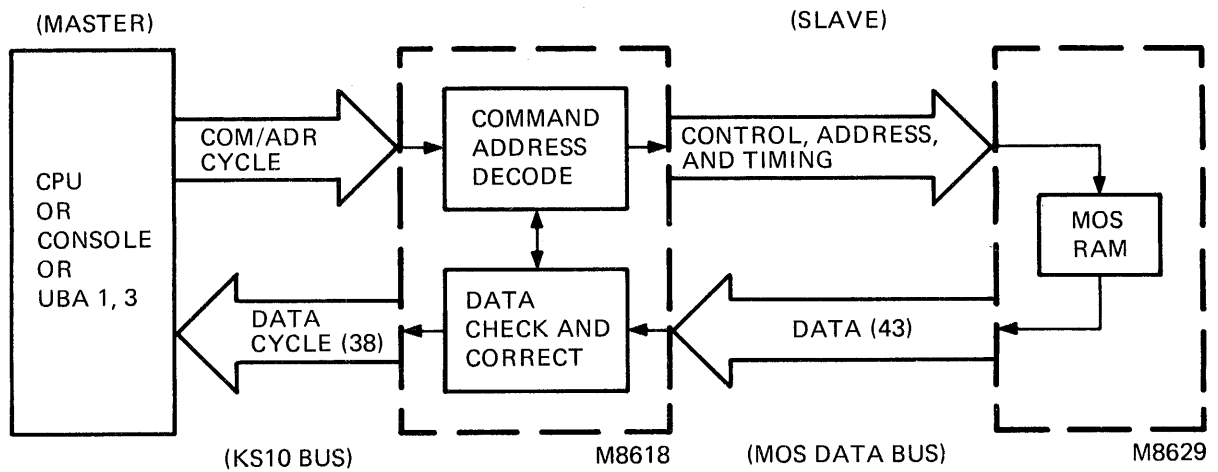 (MASTER)
(SLAVE)
CPU
OR
CONSOLE
OR
UBA 1, 3
COM/ADR
CYCLE
COMMAND
ADDRESS
DECODE
CONTROL, ADDRESS,
AND TIMING
MOS
RAM
DATA
CYCLE (38)
DATA
CHECK AND
CORRECT
DATA (43)
(KS10 BUS)
M8618
(MOS DATA BUS)
M8629